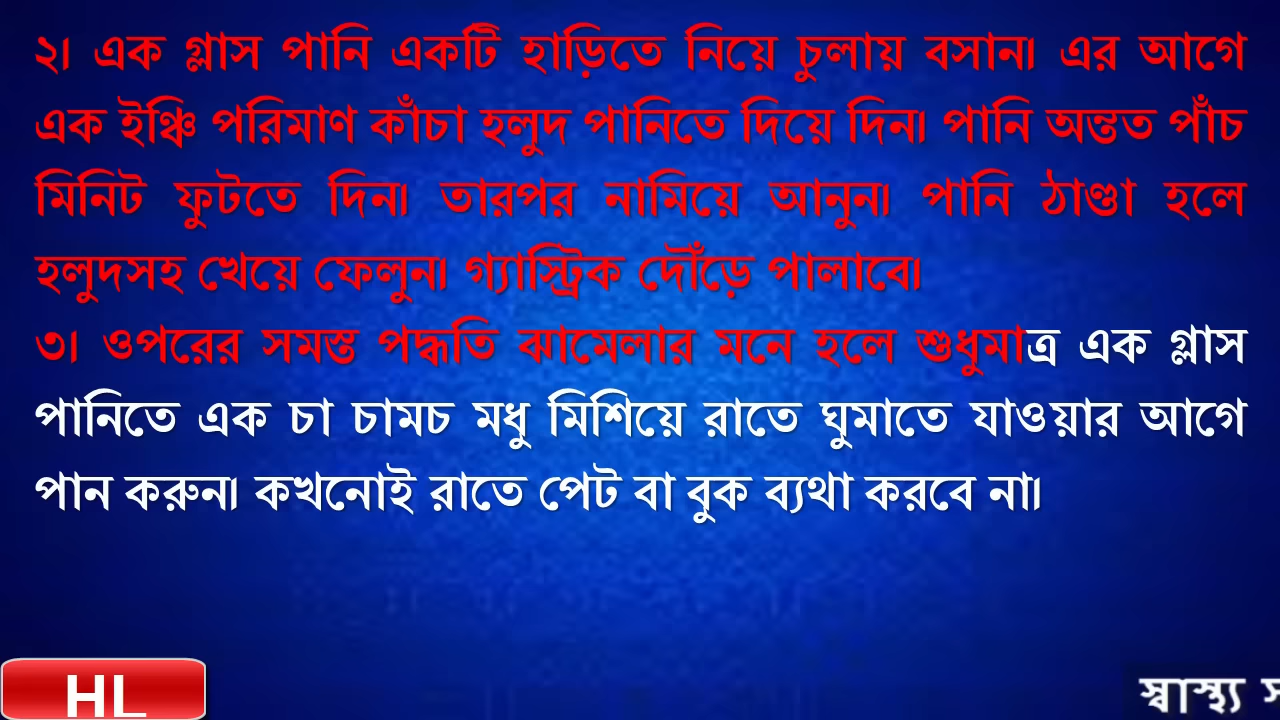 ২। এক গ্লাস পানি একটি হাড়িতে নিয়ে চুলায় বসান। এর আগে
এক ইঞ্চি পরিমাণ কাঁচা হলুদ পানিতে দিয়ে দিন। পানি অন্তত পাঁচ
মিনিট ফুটতে দিন। তারপর নামিয়ে আনুন। পানি ঠাণ্ডা হলে
হলুদসহ খেয়ে ফেলুন। গ্যাস্ট্রিক দৌঁড়ে পালাবে।
৩। ওপরের সমস্ত পদ্ধতি ঝামেলার মনে হলে শুধুমাত্র এক গ্লাস
পানিতে এক চা চামচ মধু মিশিয়ে রাতে ঘুমাতে যাওয়ার আগে
পান করুন। কখনোই রাতে পেট বা বুক ব্যথা করবে না।
HL
স্বাস্থ্য